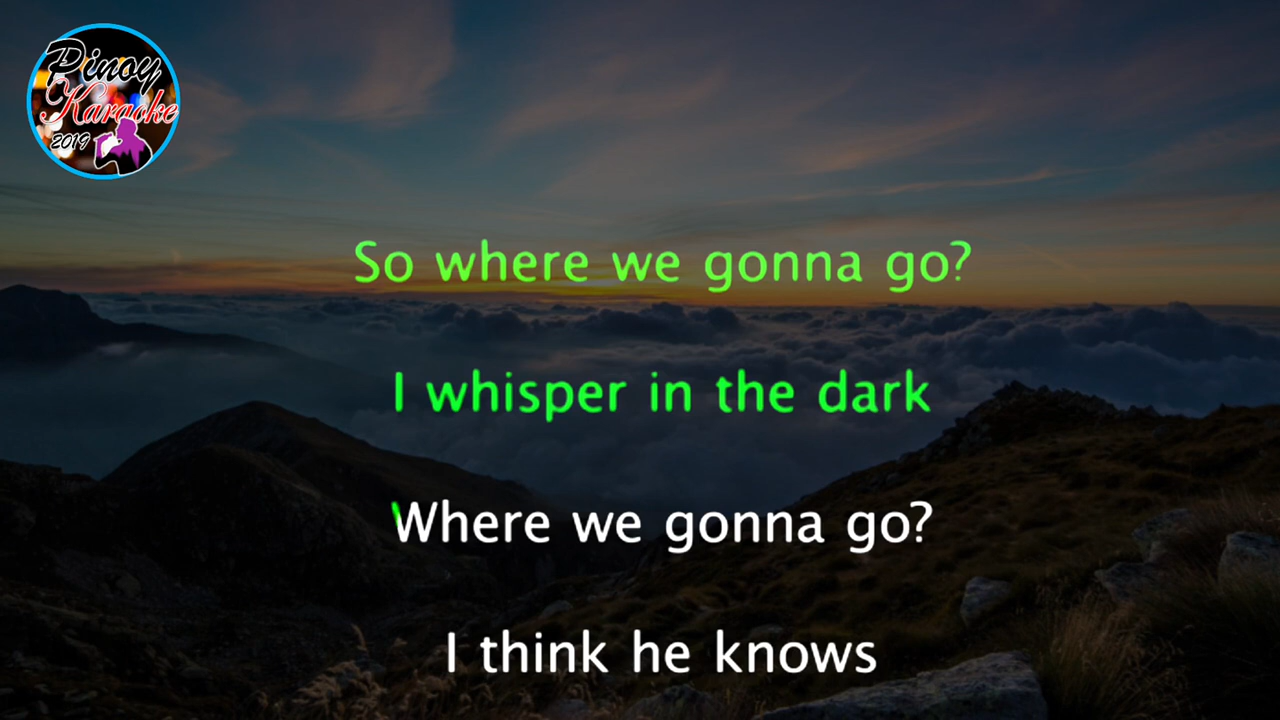 Pinoy
Karaoke
2019
So where we gonna go?
I whisper in the dark
Where we gonna go?
I think he knows